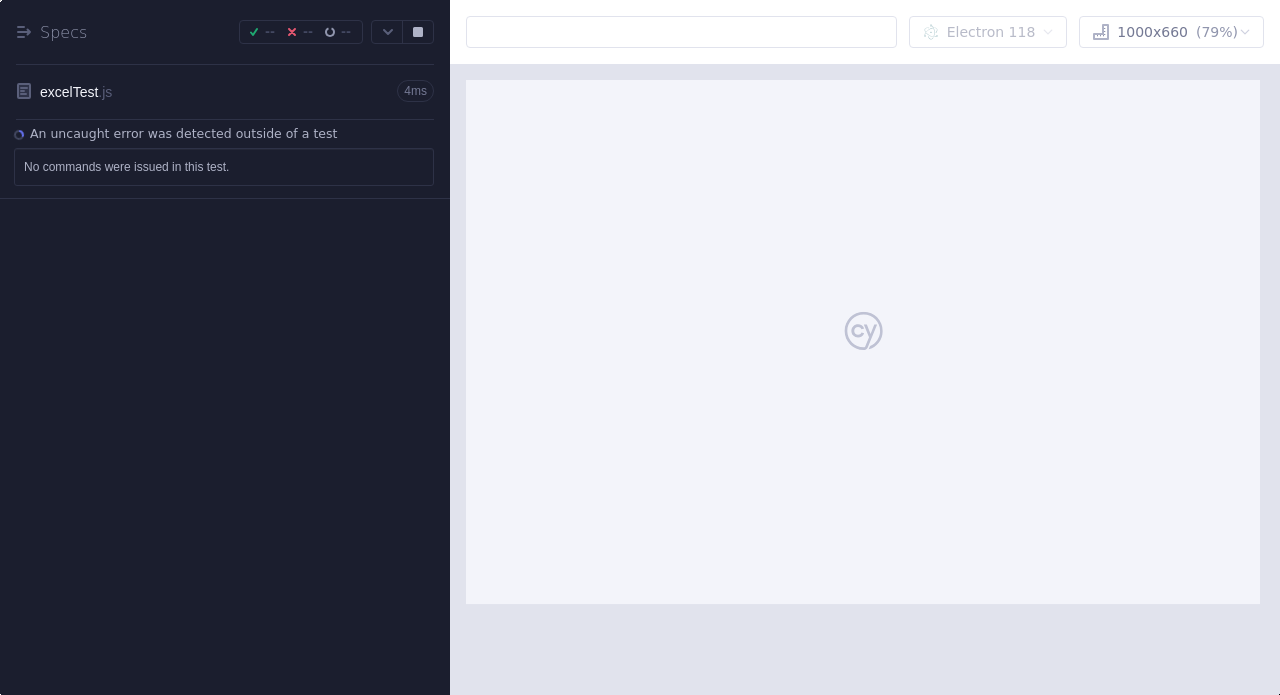 Specs -- -- --
Electron 118 1000x660 (79%)
excelTest.js 4ms
An uncaught error was detected outside of a test
No commands were issued in this test.
cy